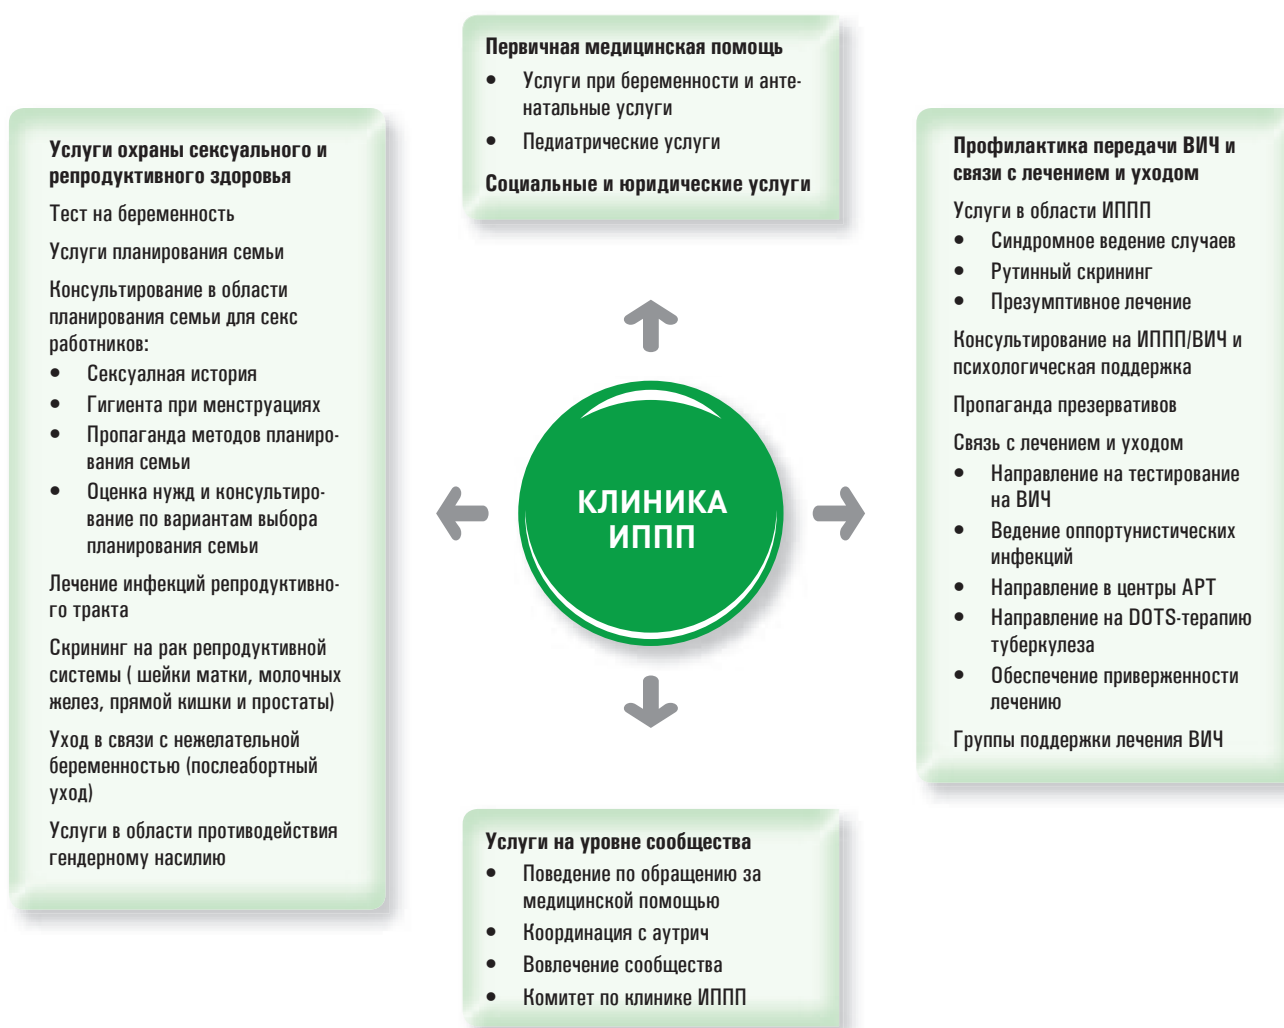 Первичная медицинская помощь
• Услуги при беременности и анте-
натальные услуги
• Педиатрические услуги
Социальные и юридические услуги
Услуги охраны сексуального и
репродуктивного здоровья
Тест на беременность
Услуги планирования семьи
Консультирование в области
планирования семьи для секс
работников:
• Сексуалная история
• Гигиента при менструациях
• Пропаганда методов планиро-
вания семьи
• Оценка нужд и консультиро-
вание по вариантам выбора
планирования семьи
Лечение инфекций репродуктивно-
го тракта
Скрининг на рак репродуктивной
системы ( шейки матки, молочных
желез, прямой кишки и простаты)
Уход в связи с нежелательной
беременностью (послеабортный
уход)
Услуги в области противодействия
гендерному насилию
КЛИНИКА
ИППП
Профилактика передачи ВИЧ и
связи с лечением и уходом
Услуги в области ИППП
• Синдромное ведение случаев
• Рутинный скрининг
• Презумптивное лечение
Консультирование на ИППП/ВИЧ и
психологическая поддержка
Пропаганда презервативов
Связь с лечением и уходом
• Направление на тестирование
на ВИЧ
• Ведение оппортунистических
инфекций
• Направление в центры АРТ
• Направление на DOTS-терапию
туберкулеза
• Обеспечение приверженности
лечению
Группы поддержки лечения ВИЧ
Услуги на уровне сообщества
• Поведение по обращению за
медицинской помощью
• Координация с аутрич
• Вовлечение сообщества
• Комитет по клинике ИППП